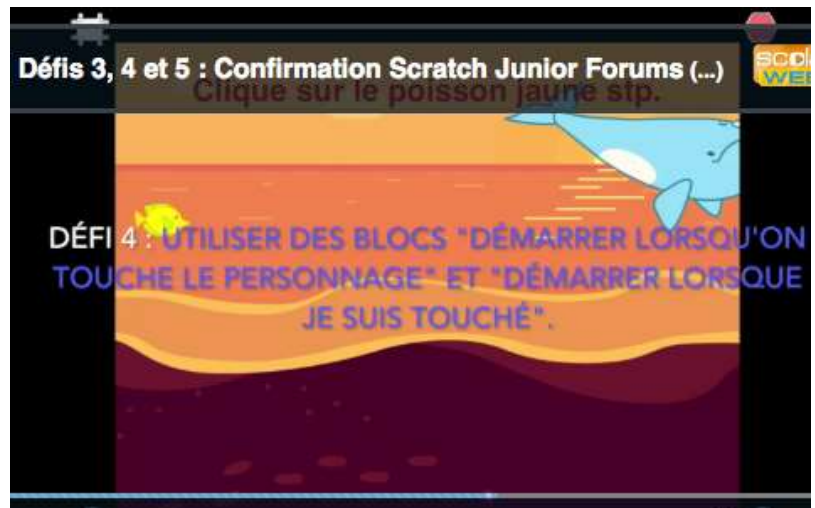 Défis 3, 4 et 5 : Confirmation Scratch Junior Forums (...)
Clique sur le poisson jaune stp.
DÉFI 4 : UTILISER DES BLOCS "DÉMARRER LORSQU'ON
TOUCHE LE PERSONNAGE" ET "DÉMARRER LORSQUE
JE SUIS TOUCHÉ".